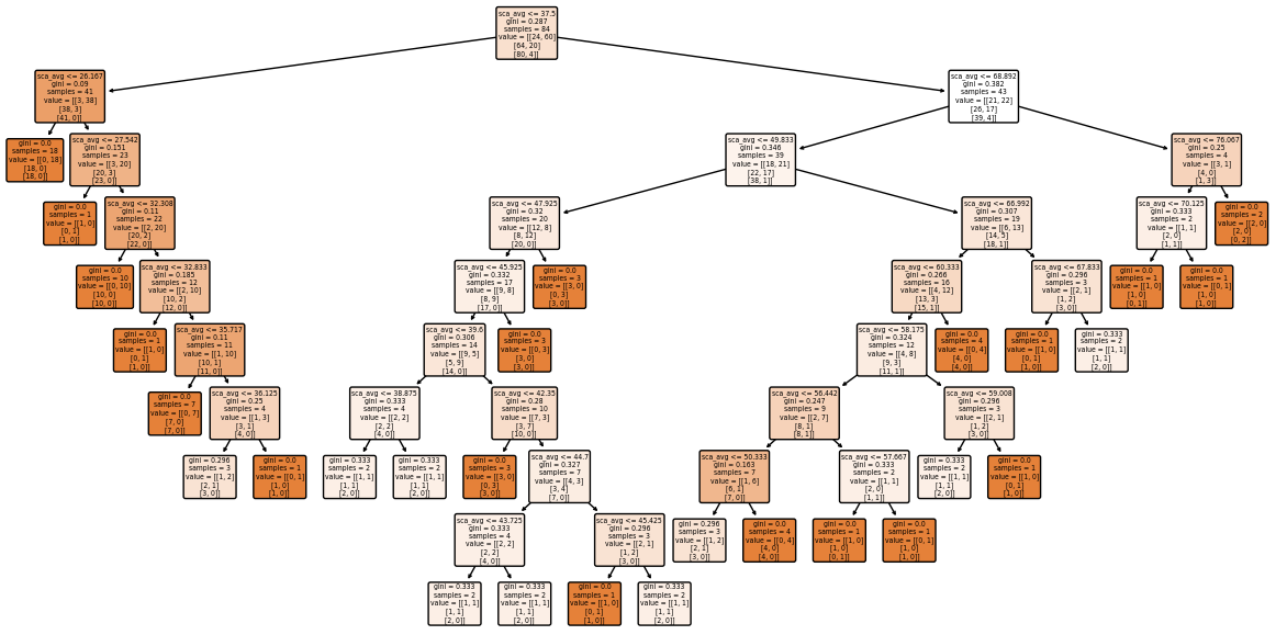 sca_avg <= 37.5
gini = 0.287
samples = 84
value = [[24, 60]
[64, 20]
[80, 4]]
sca_avg <= 26.167
gini = 0.09
samples = 41
value = [[3, 38]
[38, 3]
[41, 0]]
sca_avg <= 68.892
gini = 0.382
samples = 43
value = [[21, 22]
[26, 17]
[39, 4]]
gini = 0.0
samples = 18
value = [[0, 18]
[18, 0]
[18, 0]]
sca_avg <= 27.542
gini = 0.151
samples = 23
value = [[3, 20]
[20, 3]
[23, 0]]
sca_avg <= 49.833
gini = 0.346
samples = 39
value = [[18, 21]
[22, 17]
[38, 1]]
sca_avg <= 76.067
gini = 0.25
samples = 4
value = [[3, 1]
[4, 0]
[1, 3]]
gini = 0.0
samples = 1
value = [[1, 0]
[0, 1]
[1, 0]]
sca_avg <= 32.308
gini = 0.11
samples = 22
value = [[2, 20]
[20, 2]
[22, 0]]
sca_avg <= 47.925
gini = 0.32
samples = 20
value = [[12, 8]
[8, 12]
[20, 0]]
sca_avg <= 66.992
gini = 0.307
samples = 19
value = [[6, 13]
[14, 5]
[18, 1]]
sca_avg <= 70.125
gini = 0.333
samples = 2
value = [[1, 1]
[2, 0]
[1, 1]]
gini = 0.0
samples = 2
value = [[2, 0]
[2, 0]
[0, 2]]
gini = 0.0
samples = 10
value = [[0, 10]
[10, 0]
[10, 0]]
sca_avg <= 32.833
gini = 0.185
samples = 12
value = [[2, 10]
[10, 2]
[12, 0]]
sca_avg <= 45.925
gini = 0.332
samples = 17
value = [[9, 8]
[8, 9]
[17, 0]]
gini = 0.0
samples = 3
value = [[3, 0]
[0, 3]
[3, 0]]
sca_avg <= 60.333
gini = 0.266
samples = 16
value = [[4, 12]
[13, 3]
[15, 1]]
sca_avg <= 67.833
gini = 0.296
samples = 3
value = [[2, 1]
[1, 2]
[3, 0]]
gini = 0.0
samples = 1
value = [[1, 0]
[1, 0]
[0, 1]]
gini = 0.0
samples = 1
value = [[0, 1]
[1, 0]
[1, 0]]
gini = 0.0
samples = 1
value = [[1, 0]
[0, 1]
[1, 0]]
sca_avg <= 35.717
gini = 0.11
samples = 11
value = [[1, 10]
[10, 1]
[11, 0]]
sca_avg <= 39.6
gini = 0.306
samples = 14
value = [[9, 5]
[5, 9]
[14, 0]]
gini = 0.0
samples = 3
value = [[0, 3]
[3, 0]
[3, 0]]
sca_avg <= 58.175
gini = 0.324
samples = 12
value = [[4, 8]
[9, 3]
[11, 1]]
gini = 0.0
samples = 4
value = [[0, 4]
[4, 0]
[4, 0]]
gini = 0.0
samples = 1
value = [[1, 0]
[0, 1]
[1, 0]]
gini = 0.333
samples = 2
value = [[1, 1]
[1, 1]
[2, 0]]
gini = 0.0
samples = 7
value = [[0, 7]
[7, 0]
[7, 0]]
sca_avg <= 36.125
gini = 0.25
samples = 4
value = [[1, 3]
[3, 1]
[4, 0]]
sca_avg <= 38.875
gini = 0.333
samples = 4
value = [[2, 2]
[2, 2]
[4, 0]]
sca_avg <= 42.35
gini = 0.28
samples = 10
value = [[7, 3]
[3, 7]
[10, 0]]
sca_avg <= 56.442
gini = 0.247
samples = 9
value = [[2, 7]
[8, 1]
[8, 1]]
sca_avg <= 59.008
gini = 0.296
samples = 3
value = [[2, 1]
[1, 2]
[3, 0]]
gini = 0.296
samples = 3
value = [[1, 2]
[2, 1]
[3, 0]]
gini = 0.0
samples = 1
value = [[0, 1]
[1, 0]
[1, 0]]
gini = 0.333
samples = 2
value = [[1, 1]
[1, 1]
[2, 0]]
gini = 0.333
samples = 2
value = [[1, 1]
[1, 1]
[2, 0]]
gini = 0.0
samples = 3
value = [[3, 0]
[0, 3]
[3, 0]]
sca_avg <= 44.7
gini = 0.327
samples = 7
value = [[4, 3]
[3, 4]
[7, 0]]
sca_avg <= 50.333
gini = 0.163
samples = 7
value = [[1, 6]
[6, 1]
[7, 0]]
sca_avg <= 57.667
gini = 0.333
samples = 2
value = [[1, 1]
[2, 0]
[1, 1]]
gini = 0.333
samples = 2
value = [[1, 1]
[1, 1]
[2, 0]]
gini = 0.0
samples = 1
value = [[1, 0]
[0, 1]
[1, 0]]
sca_avg <= 43.725
gini = 0.333
samples = 4
value = [[2, 2]
[2, 2]
[4, 0]]
sca_avg <= 45.425
gini = 0.296
samples = 3
value = [[2, 1]
[1, 2]
[3, 0]]
gini = 0.296
samples = 3
value = [[1, 2]
[2, 1]
[3, 0]]
gini = 0.0
samples = 4
value = [[0, 4]
[4, 0]
[4, 0]]
gini = 0.0
samples = 1
value = [[1, 0]
[1, 0]
[0, 1]]
gini = 0.0
samples = 1
value = [[0, 1]
[1, 0]
[1, 0]]
gini = 0.333
samples = 2
value = [[1, 1]
[1, 1]
[2, 0]]
gini = 0.333
samples = 2
value = [[1, 1]
[1, 1]
[2, 0]]
gini = 0.0
samples = 1
value = [[1, 0]
[0, 1]
[1, 0]]
gini = 0.333
samples = 2
value = [[1, 1]
[1, 1]
[2, 0]]